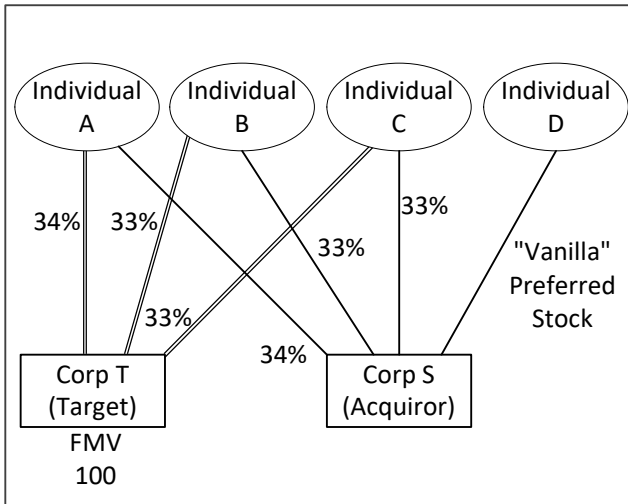 Individual
A
Individual
B
Individual
C
Individual
D
34%
33%
33%
33%
33%
34%
"Vanilla"
Preferred
Stock
Corp T
(Target)
FMV
100
Corp S
(Acquiror)